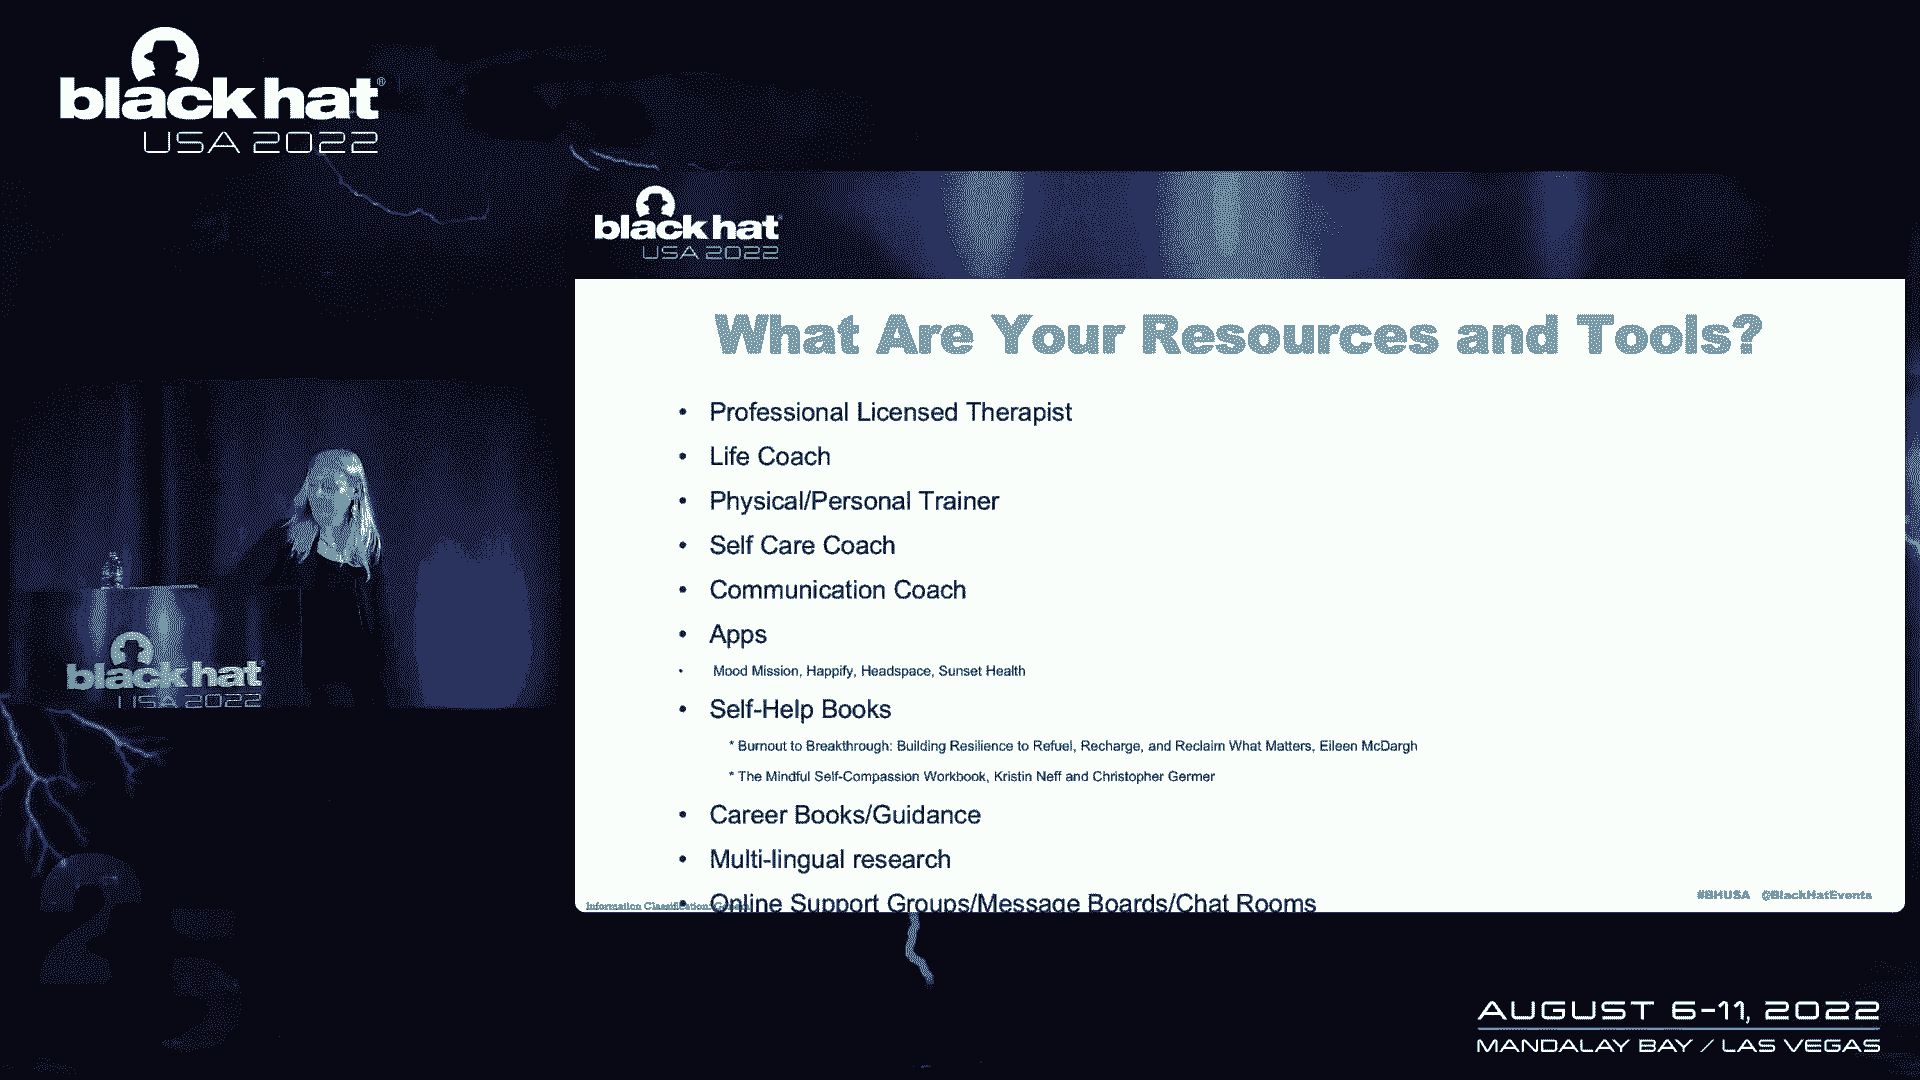 black hat®
USA 2022
black hat
USA 2022
What Are Your Resources and Tools?
• Professional Licensed Therapist
• Life Coach
• Physical/Personal Trainer
• Self Care Coach
• Communication Coach
• Apps
• Mood Mission, Happify, Headspace, Sunset Health
• Self-Help Books
* Burnout to Breakthrough: Building Resilience to Refuel, Recharge, and Reclaim What Matters, Eileen McDargh
* The Mindful Self-Compassion Workbook, Kristin Neff and Christopher Germer
• Career Books/Guidance
• Multi-lingual research
• Online Support Groups/Message Boards/Chat Rooms
Information Classification:
#BHUSA @BlackHatEvents
black hat
USA 2022
25
AUGUST 6-11, 2022
MANDALAY BAY / LAS VEGAS